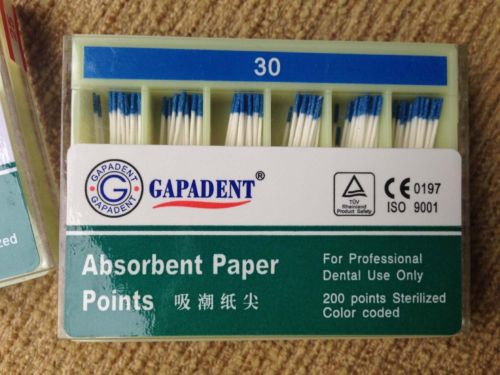 30
GAPADENT
G
GAPADENT
GAPADENT®
TÜV
Rheinland
Product Safety
CE 0197
ISO 9001
Absorbent Paper
Points 吸潮纸尖
For Professional
Dental Use Only
200 points Sterilized
Color coded
zed